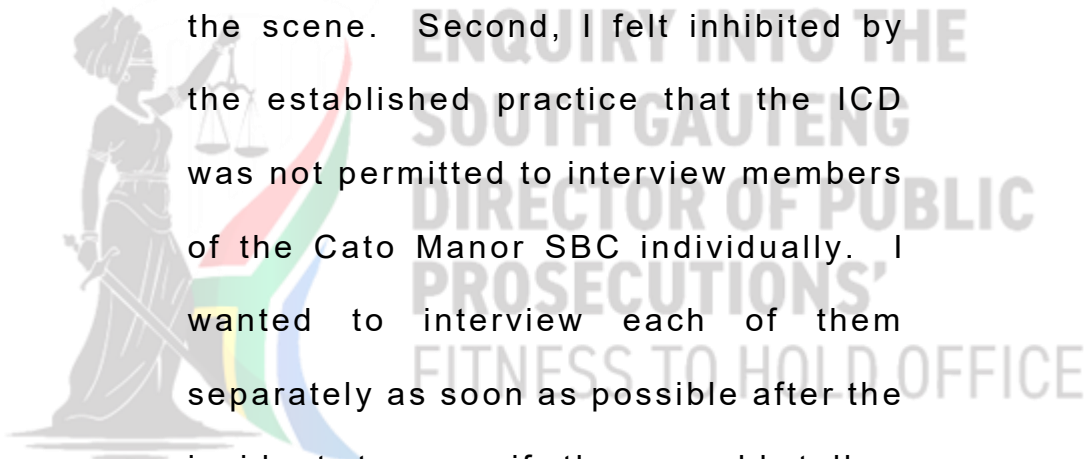 the scene. Second, I felt inhibited by
the established practice that the ICD
was not permitted to interview members
of the Cato Manor SBC individually. I
wanted to interview each of them
separately as soon as possible after the
ENQUIRY INTO THE
SOUTH GAUTENG
DIRECTOR OF PUBLIC
PROSECUTIONS'
FITNESS TO HOLD OFFICE